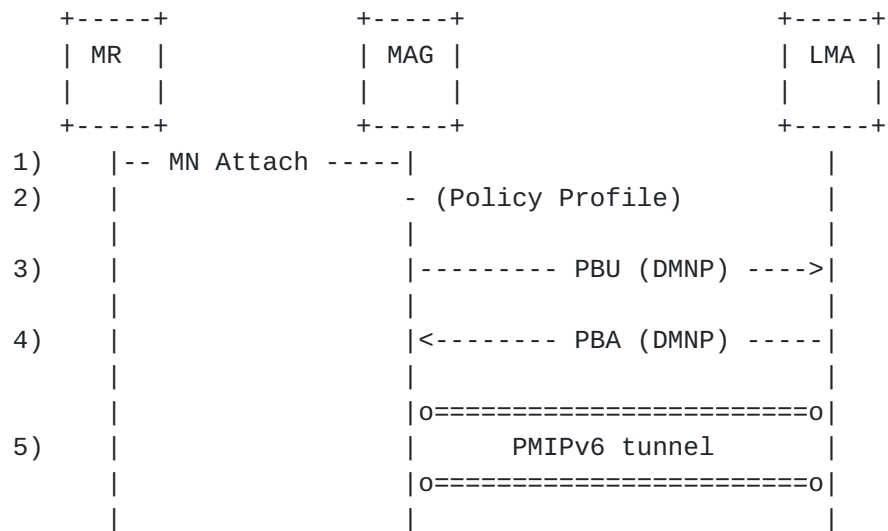 +-----+            +-----+                    +-----+
| MR  |            | MAG |                    | LMA |
|     |            |     |                    |     |
+-----+            +-----+                    +-----+
1)    |-- MN Attach -----|                          |
2)    |                  - (Policy Profile)         |
|                  |                          |
3)    |                  |--------- PBU (DMNP) ---->|
|                  |                          |
4)    |                  |<-------- PBA (DMNP) -----|
|                  |                          |
|                  |o========================o|
5)    |                  |      PMIPv6 tunnel       |
|                  |o========================o|
|                  |                          |